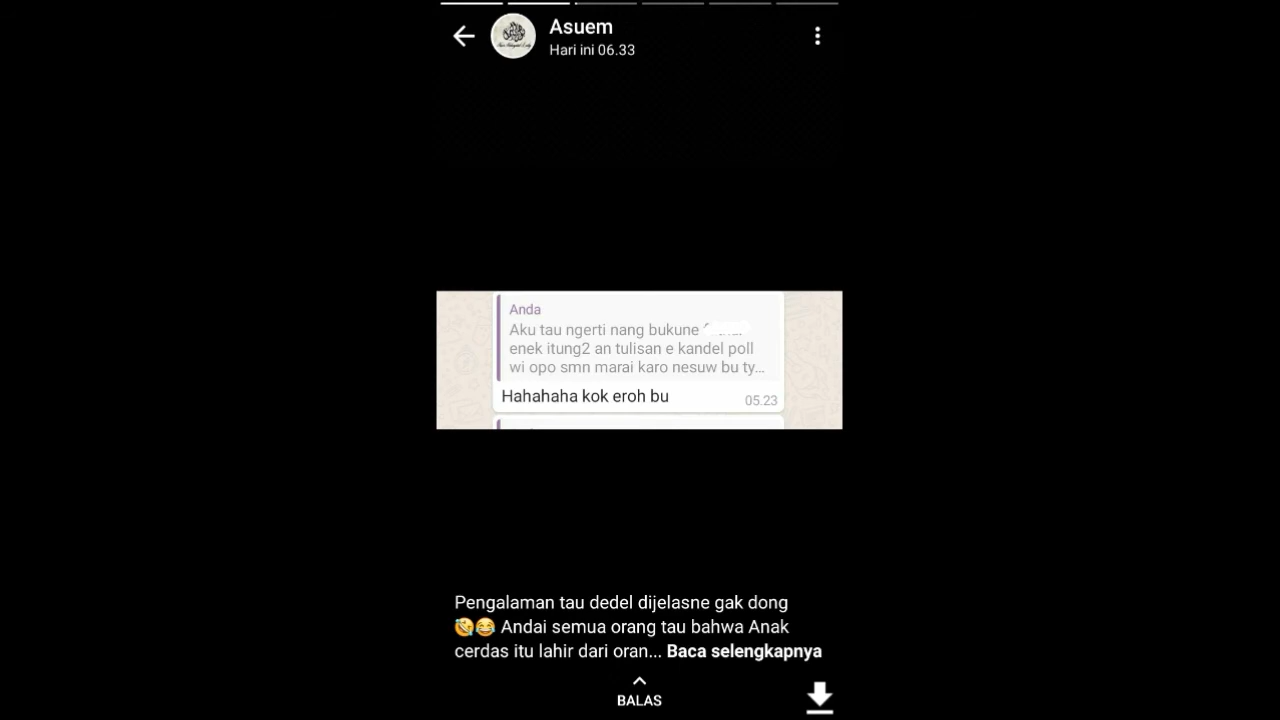 Asuem
Hari ini 06.33
Anda
Aku tau ngerti nang bukune
enek itung2 an tulisan e kandel poll
wi opo smn marai karo nesuw bu ty...
Hahahaha kok eroh bu
05.23
Pengalaman tau dedel dijelasne gak dong
🤣😂 Andai semua orang tau bahwa Anak
cerdas itu lahir dari oran... Baca selengkapnya
BALAS